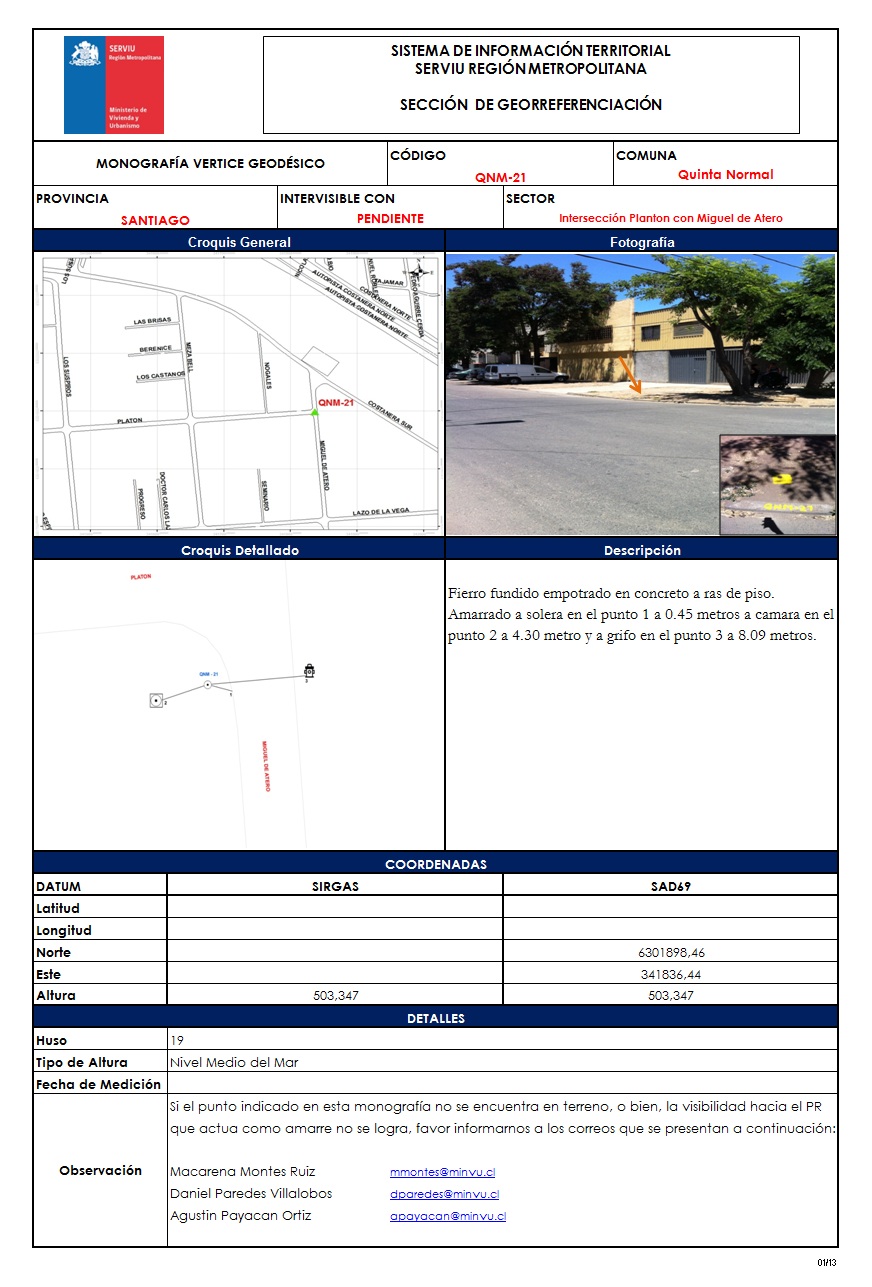 SERVIU
Región Metropolitana
Ministerio de
Vivienda y
Urbanismo
SISTEMA DE INFORMACIÓN TERRITORIAL
SERVIU REGIÓN METROPOLITANA
SECCIÓN DE GEORREFERENCIACIÓN
MONOGRAFÍA VERTICE GEODÉSICO
CÓDIGO
QNM-21
COMUNA
Quinta Normal
PROVINCIA
SANTIAGO
INTERVISIBLE CON
PENDIENTE
SECTOR
Intersección Planton con Miguel de Atero
Croquis General
Fotografía
AUTOPISTA COSTANERA NORTE
COSTANERA NORTE
AUTOPISTA COSTANERA NORTE
LAS BRISAS
BERENICE
LOS CASTANOS
MEZA BELL
LOS SUSPIROS
NOGALES
QNM-21
PLATON
COSTANERA SUR
MIGUEL DE ATERO
PROGRESO
DOCTOR CARLOS
SEMINARIO
LAZO DE LA VEGA
QNM-21
Croquis Detallado
Descripción
PLATON
QNM - 21
1
2
3
MIGUEL DE ATERO
Fierro fundido empotrado en concreto a ras de piso.
Amarrado a solera en el punto 1 a 0.45 metros a camara en el
punto 2 a 4.30 metro y a grifo en el punto 3 a 8.09 metros.
COORDENADAS
DATUM SIRGAS SAD69
Latitud
Longitud
Norte 6301898,46
Este 341836,44
Altura 503,347 503,347
DETALLES
Huso 19
Tipo de Altura Nivel Medio del Mar
Fecha de Medición
Observación
Si el punto indicado en esta monografía no se encuentra en terreno, o bien, la visibilidad hacia el PR
que actua como amarre no se logra, favor informarnos a los correos que se presentan a continuación:
Macarena Montes Ruiz mmontes@minvu.cl
Daniel Paredes Villalobos dparedes@minvu.cl
Agustin Payacan Ortiz apayacan@minvu.cl
01/13